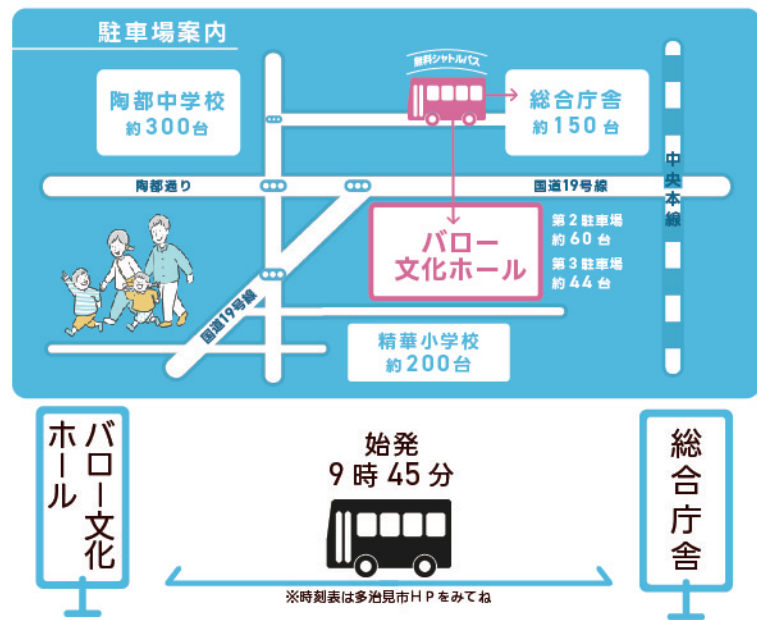 駐車場案内
無料シャトルバス
陶都中学校
約300台
総合庁舎
約150台
陶都通り
国道19号線
中央本線
バロー
文化ホール
第2駐車場
約60台
第3駐車場
約44台
国道19号線
精華小学校
約200台
バロー文化
ホール
始発
9時45分
総合庁舎
※時刻表は多治見市HPをみてね